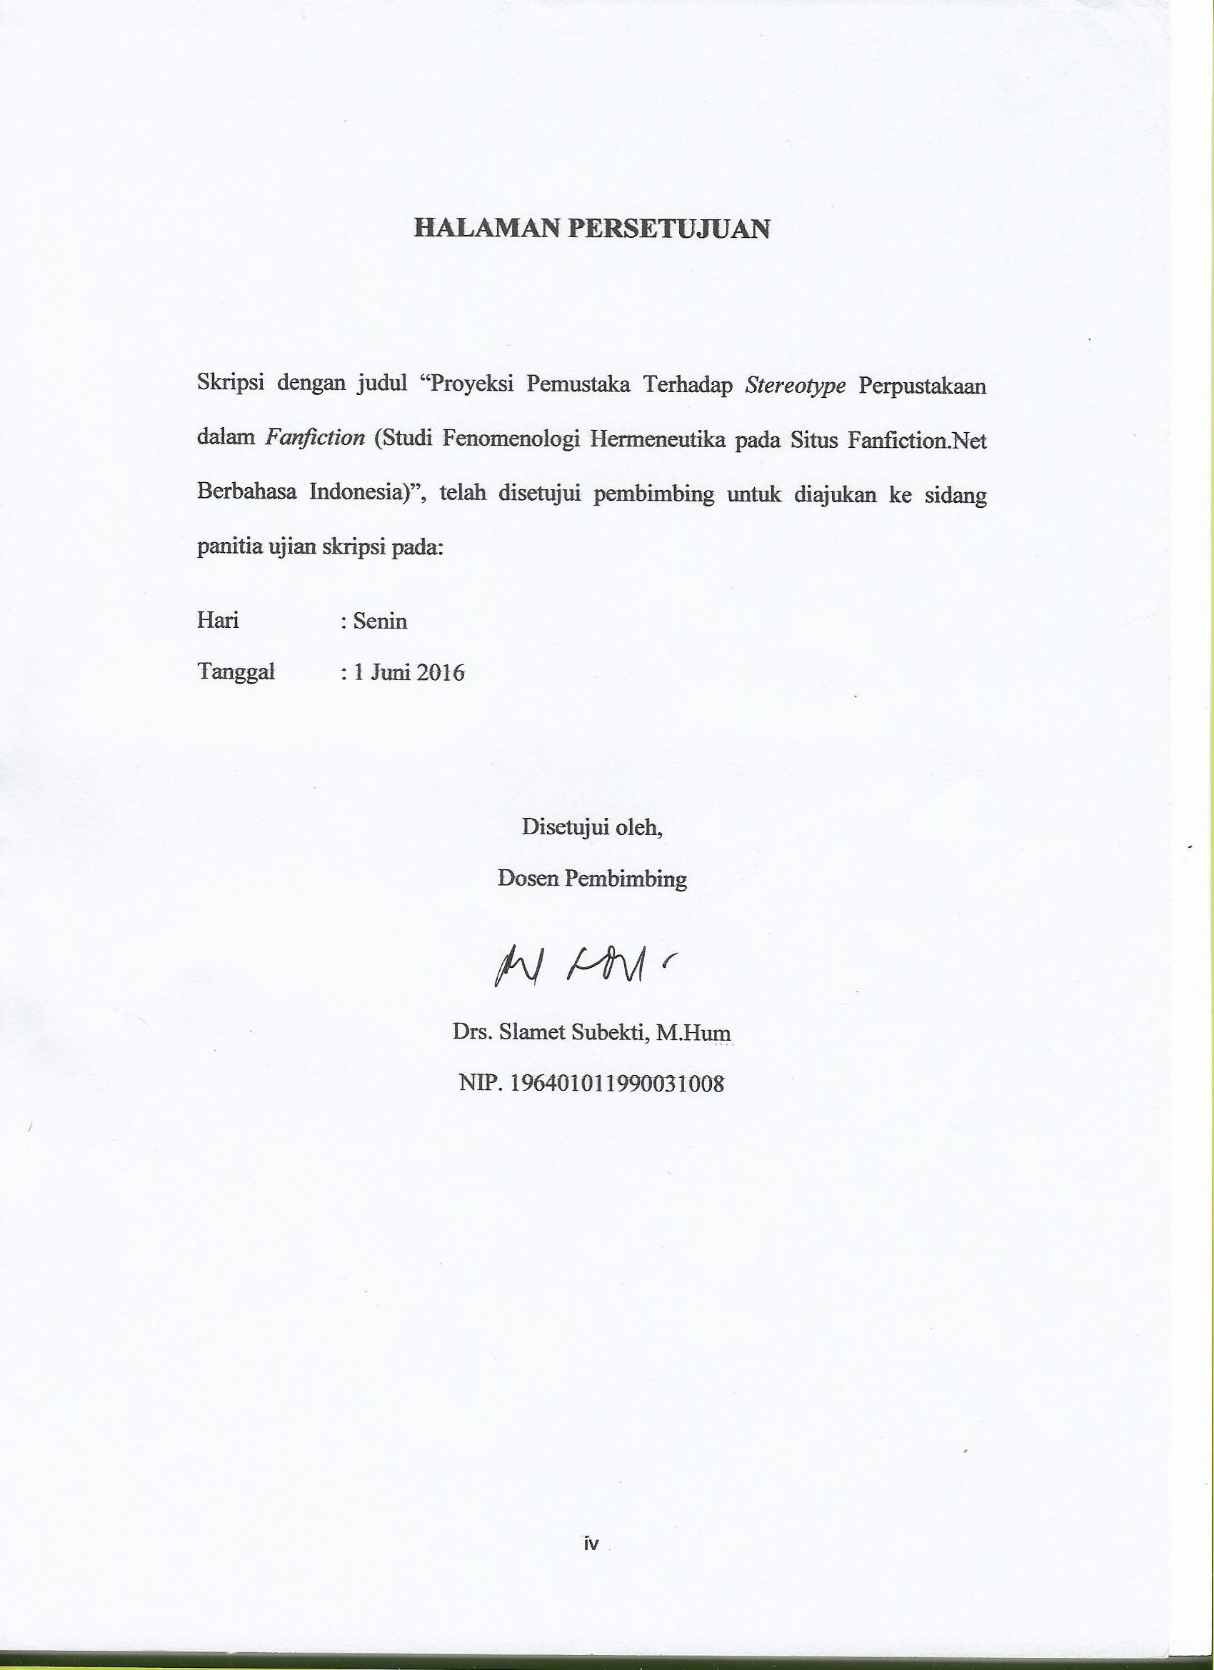 HALAMAN PERSETUJUAN
Skripsi dengan judul “Proyeksi Pemustaka Terhadap Stereotype Perpustakaan
dalam Fanfiction (Studi Fenomenologi Hermeneutika pada Situs Fanfiction.Net
Berbahasa Indonesia)”, telah disetujui pembimbing untuk diajukan ke sidang
panitia ujian skripsi pada:
Hari : Senin
Tanggal : 1 Juni 2016
Disetujui oleh,
Dosen Pembimbing
Drs. Slamet Subekti, M.Hum
NIP. 196401011990031008
iv